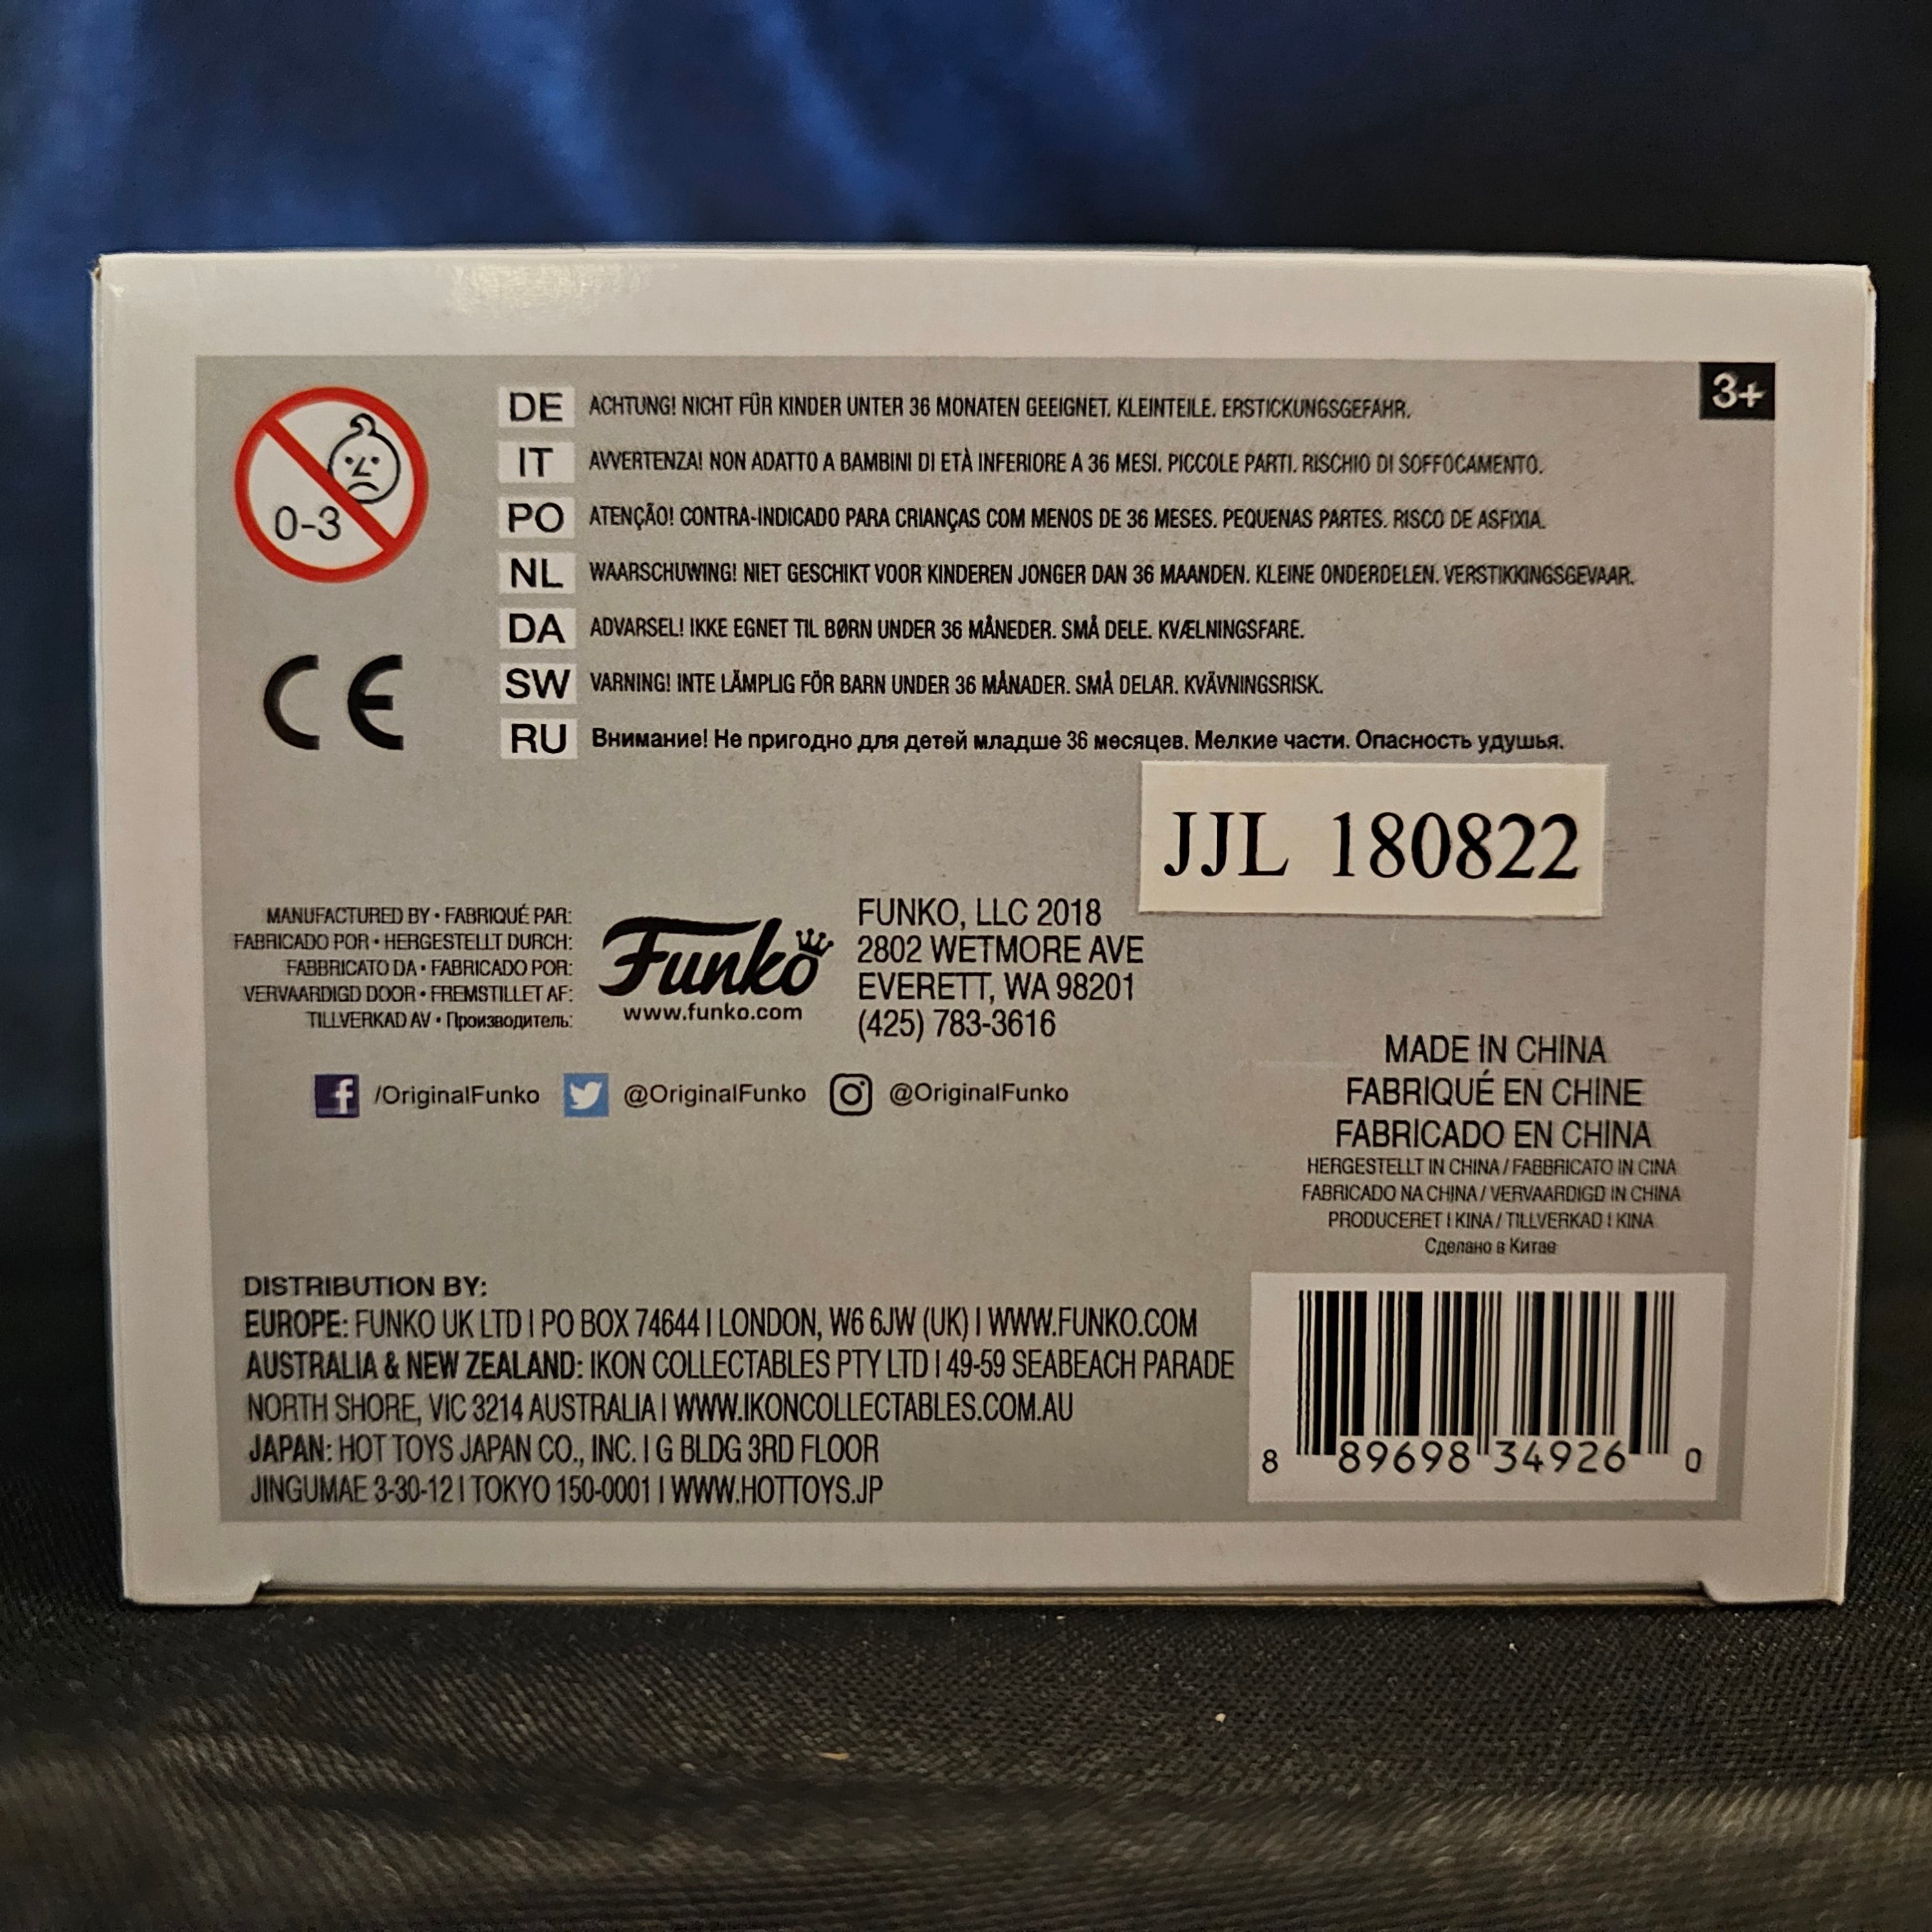 3+
0-3
DE ACHTUNG! NICHT FÜR KINDER UNTER 36 MONATEN GEEIGNET. KLEINTEILE. ERSTICKUNGSGEFAHR.
IT AVVERTENZA! NON ADATTO A BAMBINI DI ETÀ INFERIORE A 36 MESI. PICCOLE PARTI. RISCHIO DI SOFFOCAMENTO.
PO ATENÇÃO! CONTRA-INDICADO PARA CRIANÇAS COM MENOS DE 36 MESES. PEQUENAS PARTES. RISCO DE ASFIXIA.
NL WAARSCHUWING! NIET GESCHIKT VOOR KINDEREN JONGER DAN 36 MAANDEN. KLEINE ONDERDELEN. VERSTIKKINGSGEVAAR.
DA ADVARSEL! IKKE EGNET TIL BØRN UNDER 36 MÅNEDER. SMÅ DELE. KVÆLNINGSFARE.
SW VARNING! INTE LÄMPLIG FÖR BARN UNDER 36 MÅNADER. SMÅ DELAR. KVÄVNINGSRISK.
RU Внимание! Не пригодно для детей младше 36 месяцев. Мелкие части. Опасность удушья.
CE
JJL 180822
MANUFACTURED BY • FABRIQUÉ PAR:
FABRICADO POR • HERGESTELLT DURCH:
FABBRICATO DA • FABRICADO POR:
VERVAARDIGD DOOR • FREMSTILLET AF:
TILLVERKAD AV • Производитель:
Funko
www.funko.com
FUNKO, LLC 2018
2802 WETMORE AVE
EVERETT, WA 98201
(425) 783-3616
f /OriginalFunko @OriginalFunko @OriginalFunko
MADE IN CHINA
FABRIQUÉ EN CHINE
FABRICADO EN CHINA
HERGESTELLT IN CHINA / FABBRICATO IN CINA
FABRICADO NA CHINA / VERVAARDIGD IN CHINA
PRODUCERET I KINA / TILLVERKAD I KINA
Сделано в Китае
DISTRIBUTION BY:
EUROPE: FUNKO UK LTD | PO BOX 74644 | LONDON, W6 6JW (UK) | WWW.FUNKO.COM
AUSTRALIA & NEW ZEALAND: IKON COLLECTABLES PTY LTD | 49-59 SEABEACH PARADE
NORTH SHORE, VIC 3214 AUSTRALIA | WWW.IKONCOLLECTABLES.COM.AU
JAPAN: HOT TOYS JAPAN CO., INC. | G BLDG 3RD FLOOR
JINGUMAE 3-30-12 | TOKYO 150-0001 | WWW.HOTTOYS.JP
8 89698 34926 0